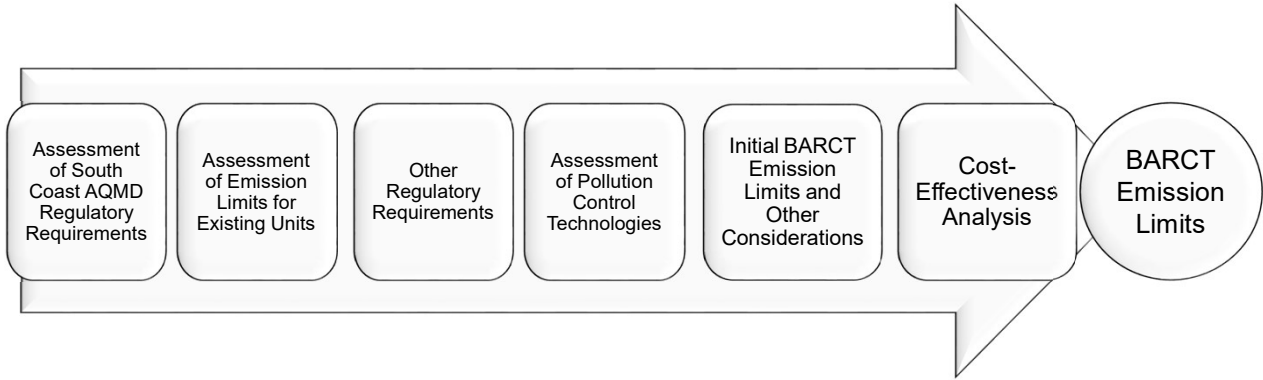 Assessment
of South
Coast AQMD
Regulatory
Requirements
Assessment
of Emission
Limits for
Existing Units
Other
Regulatory
Requirements
Assessment
of Pollution
Control
Technologies
Initial BARCT
Emission
Limits and
Other
Considerations
Cost-
Effectiveness
Analysis
BARCT
Emission
Limits